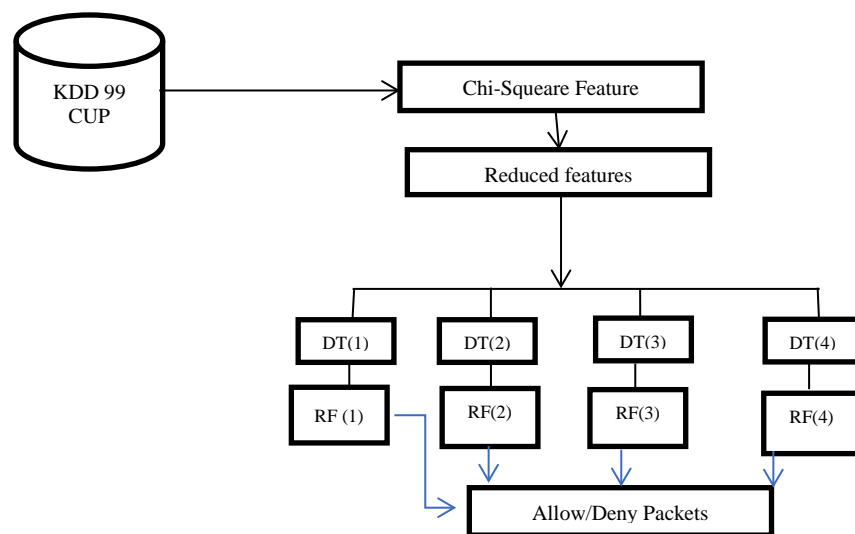 KDD 99
CUP
Chi-Squeare Feature
Reduced features
DT(1)
DT(2)
DT(3)
DT(4)
RF (1)
RF(2)
RF(3)
RF(4)
Allow/Deny Packets